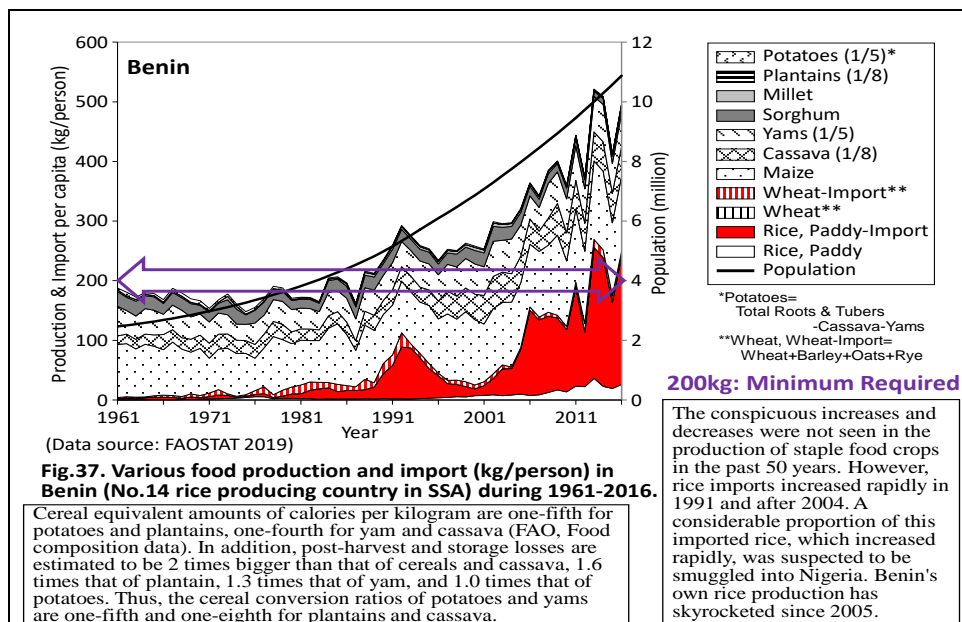 Benin
600
500
400
300
200
100
0
Production & Import per capita (kg/person)
12
10
8
6
4
2
0
Population (million)
1961
1971
1981
1991
2001
2011
Year
(Data source: FAOSTAT 2019)
Potatoes (1/5)*
Plantains (1/8)
Millet
Sorghum
Yams (1/5)
Cassava (1/8)
Maize
Wheat-Import**
Wheat**
Rice, Paddy-Import
Rice, Paddy
Population
*Potatoes=
Total Roots & Tubers
-Cassava-Yams
**Wheat, Wheat-Import=
Wheat+Barley+Oats+Rye
200kg: Minimum Required
Fig.37. Various food production and import (kg/person) in
Benin (No.14 rice producing country in SSA) during 1961-2016.
Cereal equivalent amounts of calories per kilogram are one-fifth for
potatoes and plantains, one-fourth for yam and cassava (FAO, Food
composition data). In addition, post-harvest and storage losses are
estimated to be 2 times bigger than that of cereals and cassava, 1.6
times that of plantain, 1.3 times that of yam, and 1.0 times that of
potatoes. Thus, the cereal conversion ratios of potatoes and yams
are one-fifth and one-eighth for plantains and cassava.
The conspicuous increases and
decreases were not seen in the
production of staple food crops
in the past 50 years. However,
rice imports increased rapidly in
1991 and after 2004. A
considerable proportion of this
imported rice, which increased
rapidly, was suspected to be
smuggled into Nigeria. Benin's
own rice production has
skyrocketed since 2005.